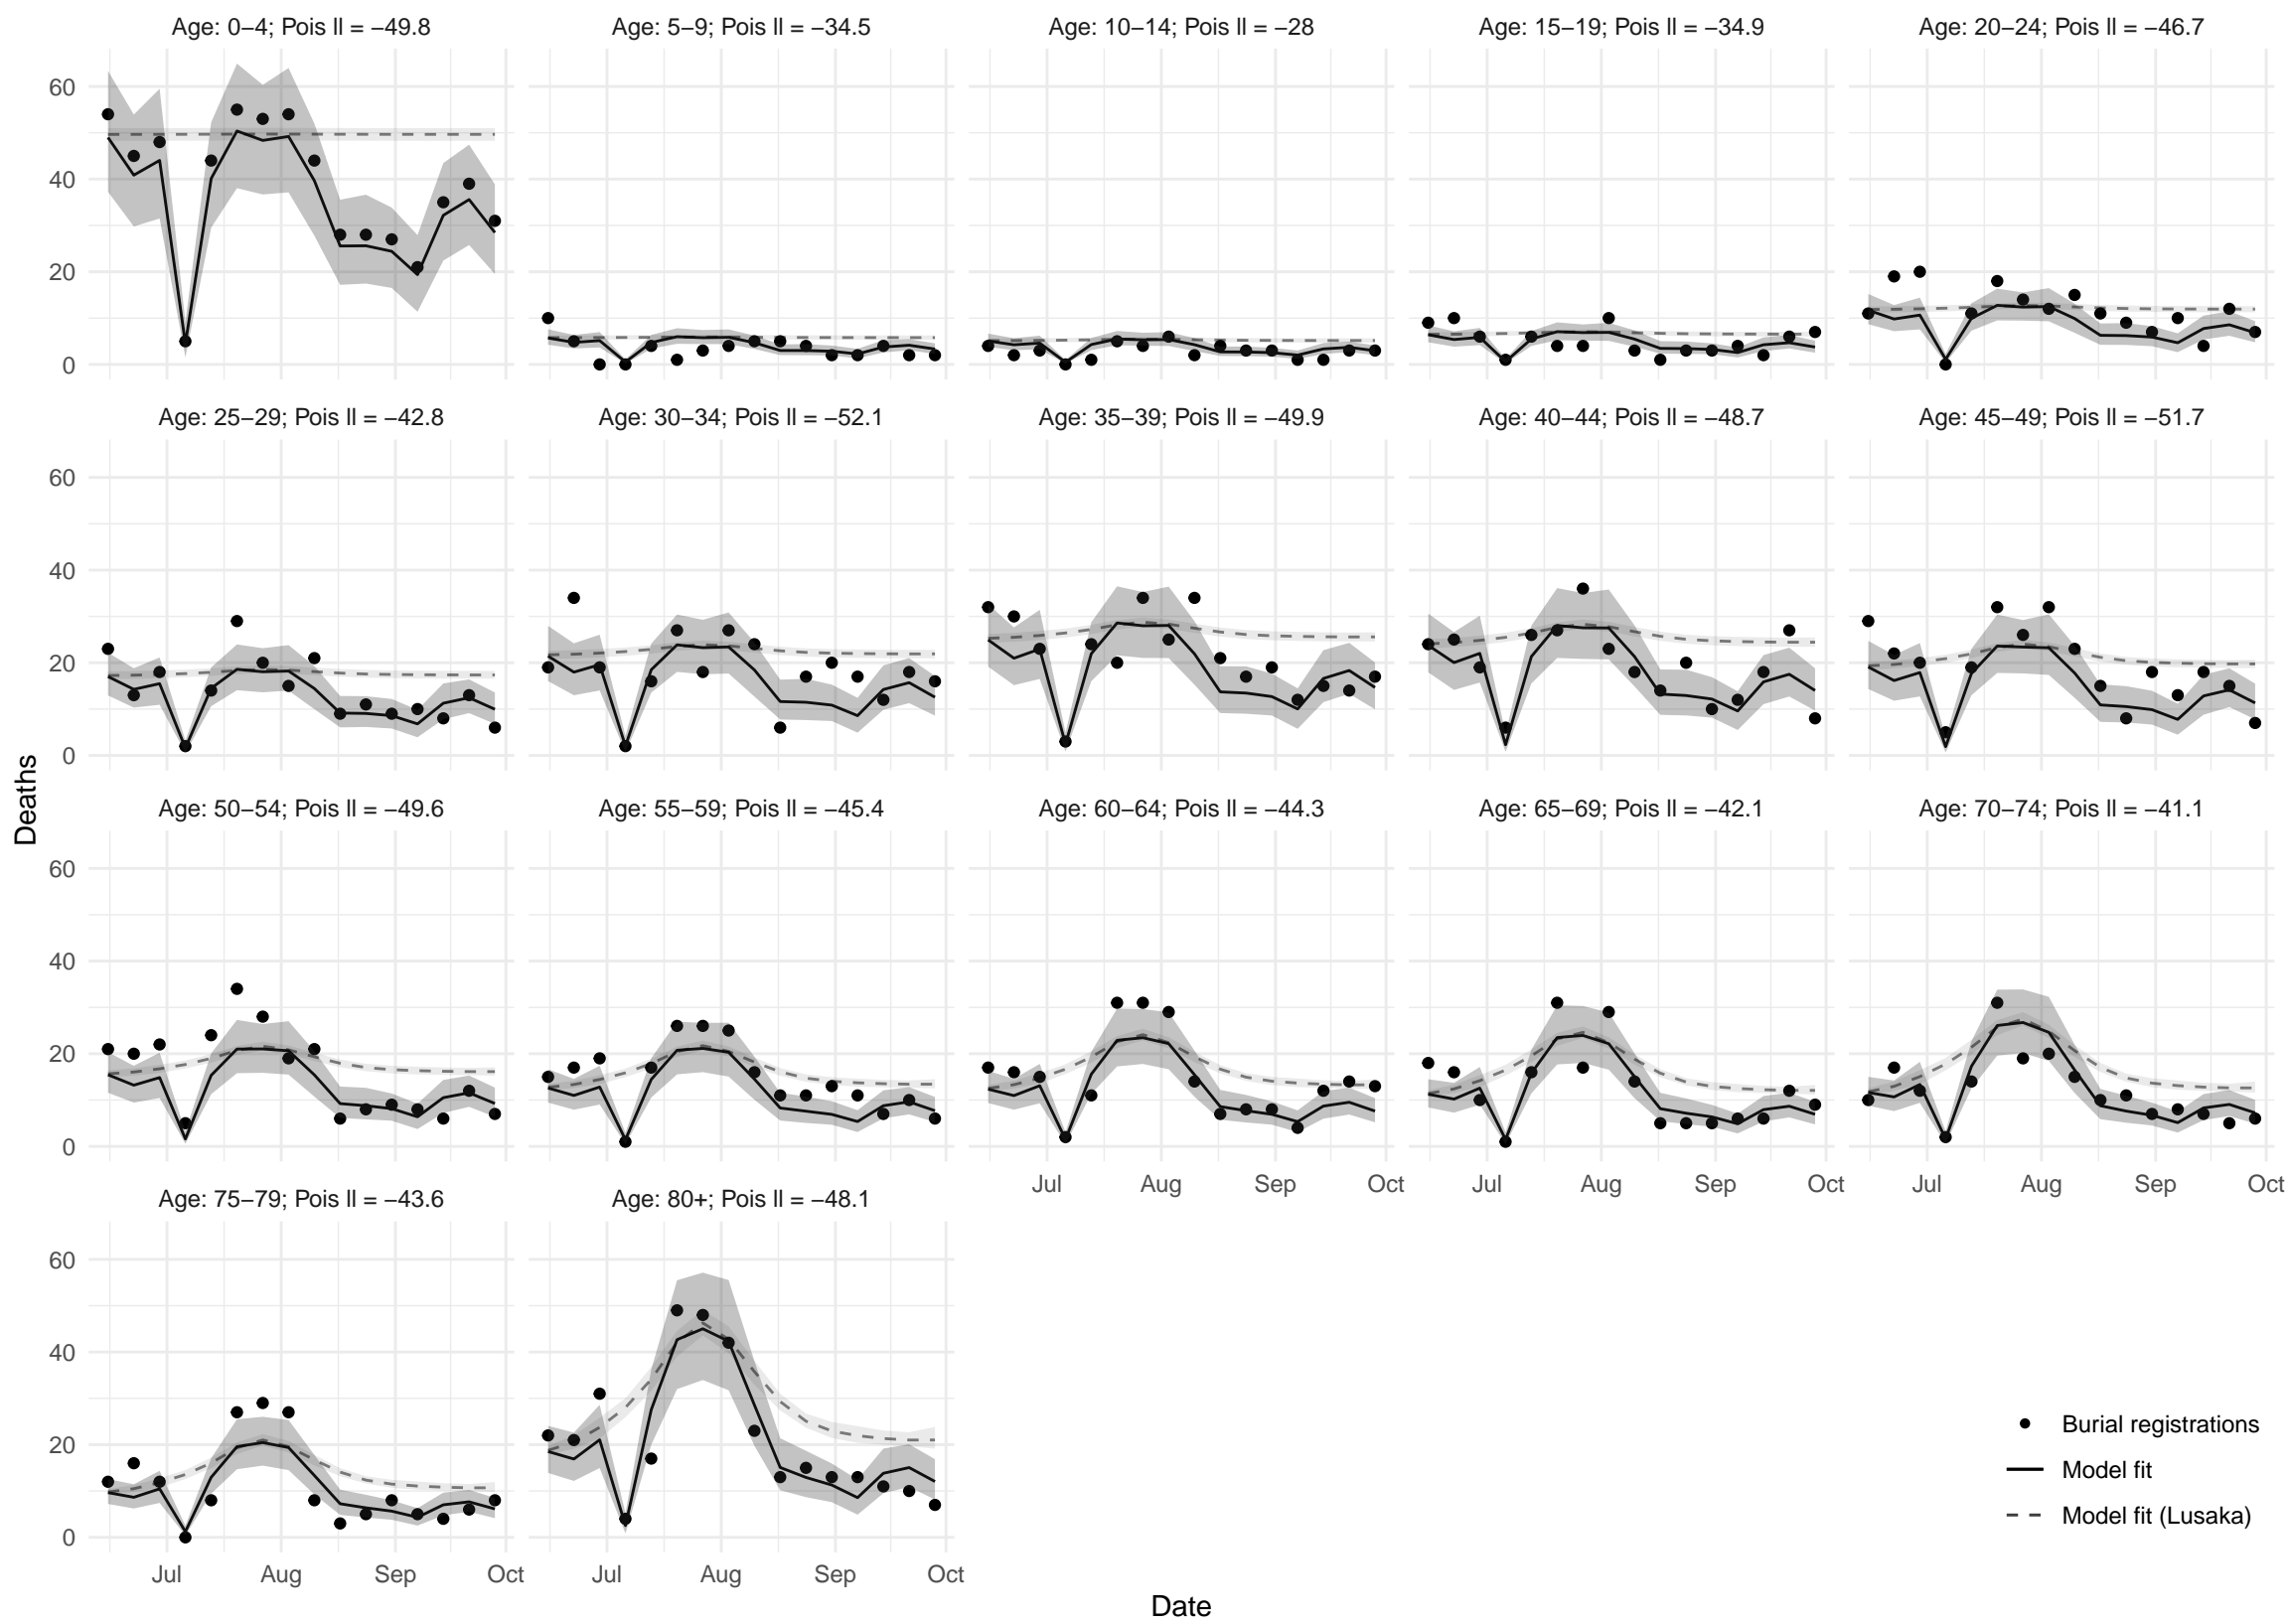 Age: 0−4; Pois ll = −49.8
Age: 5−9; Pois ll = −34.5
Age: 10−14; Pois ll = −28
Age: 15−19; Pois ll = −34.9
Age: 20−24; Pois ll = −46.7
60
40
20
0
Age: 25−29; Pois ll = −42.8
Age: 30−34; Pois ll = −52.1
Age: 35−39; Pois ll = −49.9
Age: 40−44; Pois ll = −48.7
Age: 45−49; Pois ll = −51.7
60
40
20
0
Deaths
Age: 50−54; Pois ll = −49.6
Age: 55−59; Pois ll = −45.4
Age: 60−64; Pois ll = −44.3
Age: 65−69; Pois ll = −42.1
Age: 70−74; Pois ll = −41.1
60
40
20
0
Jul Aug Sep Oct
Jul Aug Sep Oct
Jul Aug Sep Oct
Age: 75−79; Pois ll = −43.6
Age: 80+; Pois ll = −48.1
60
40
20
0
Jul Aug Sep Oct
Jul Aug Sep Oct
Burial registrations
Model fit
Model fit (Lusaka)
Date